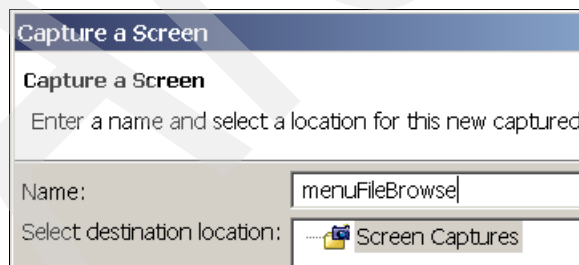 Capture a Screen
Capture a Screen
Enter a name and select a location for this new captured
Name: menuFileBrowse
Select destination location: Screen Captures